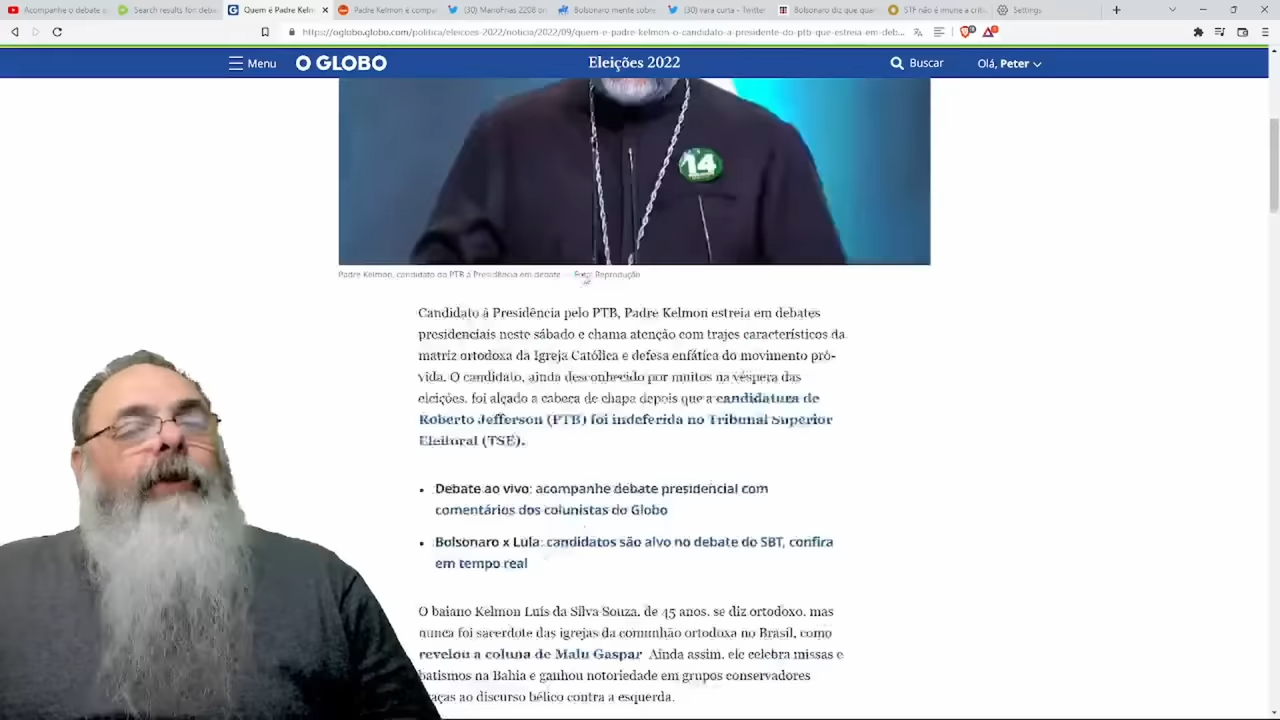 Acompanhe o debate o
Search results fon deba
Quem é Padre Kelm
Padre Kelmon é compa
(30) MarioFrias 2208 on
Bolsonaro mente sobre
(30) vara curta - Twitter
Bolsonaro diz que quar
STF não é imune a críti
Settings
https://oglobo.globo.com/politica/eleicoes-2022/noticia/2022/09/quem-e-padre-kelmon-o-candidato-a-presidente-do-ptb-que-estreia-em-deb...
Menu
O GLOBO
Eleições 2022
Buscar
Olá, Peter
14
Padre Kelmon, candidato do PTB à Presidência em debate — Foto: Reprodução
Candidato à Presidência pelo PTB, Padre Kelmon estreia em debates
presidenciais neste sábado e chama atenção com trajes característicos da
matriz ortodoxa da Igreja Católica e defesa enfática do movimento pró-
vida. O candidato, ainda desconhecido por muitos na véspera das
eleições, foi alçado a cabeça de chapa depois que a candidatura de
Roberto Jefferson (PTB) foi indeferida no Tribunal Superior
Eleitoral (TSE).
• Debate ao vivo: acompanhe debate presidencial com
comentários dos colunistas do Globo
• Bolsonaro x Lula: candidatos são alvo no debate do SBT, confira
em tempo real
O baiano Kelmon Luís da Silva Souza, de 45 anos, se diz ortodoxo, mas
nunca foi sacerdote das igrejas da comunhão ortodoxa no Brasil, como
revelou a coluna de Malu Gaspar. Ainda assim, ele celebra missas e
batismos na Bahia e ganhou notoriedade em grupos conservadores
aças ao discurso bélico contra a esquerda.